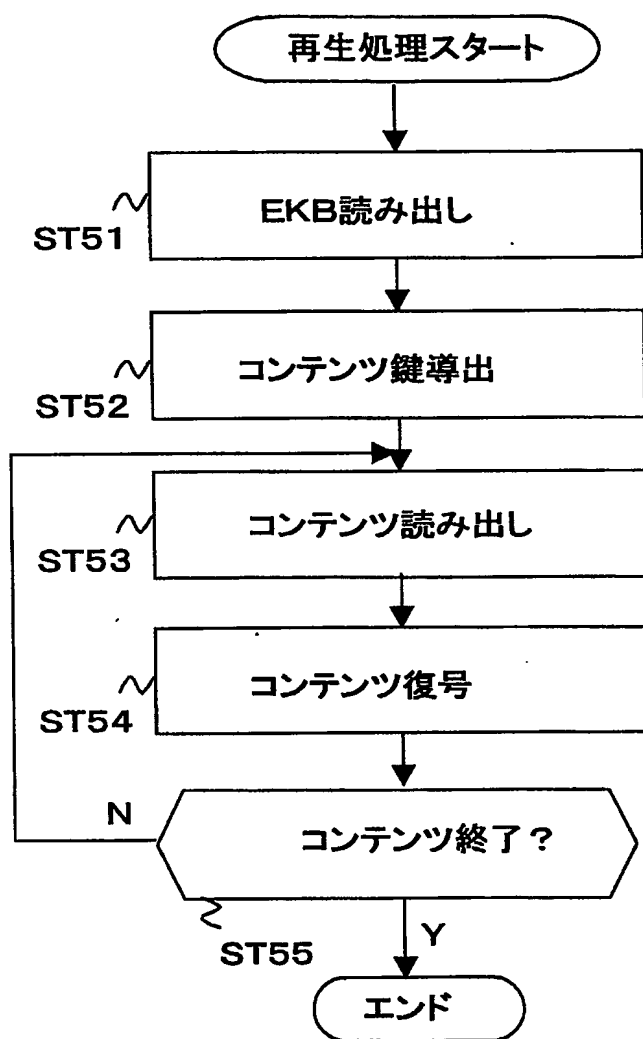 再生処理スタート
EKB読み出し
ST51
コンテンツ鍵導出
ST52
コンテンツ読み出し
ST53
コンテンツ復号
ST54
N
コンテンツ終了?
ST55
Y
エンド